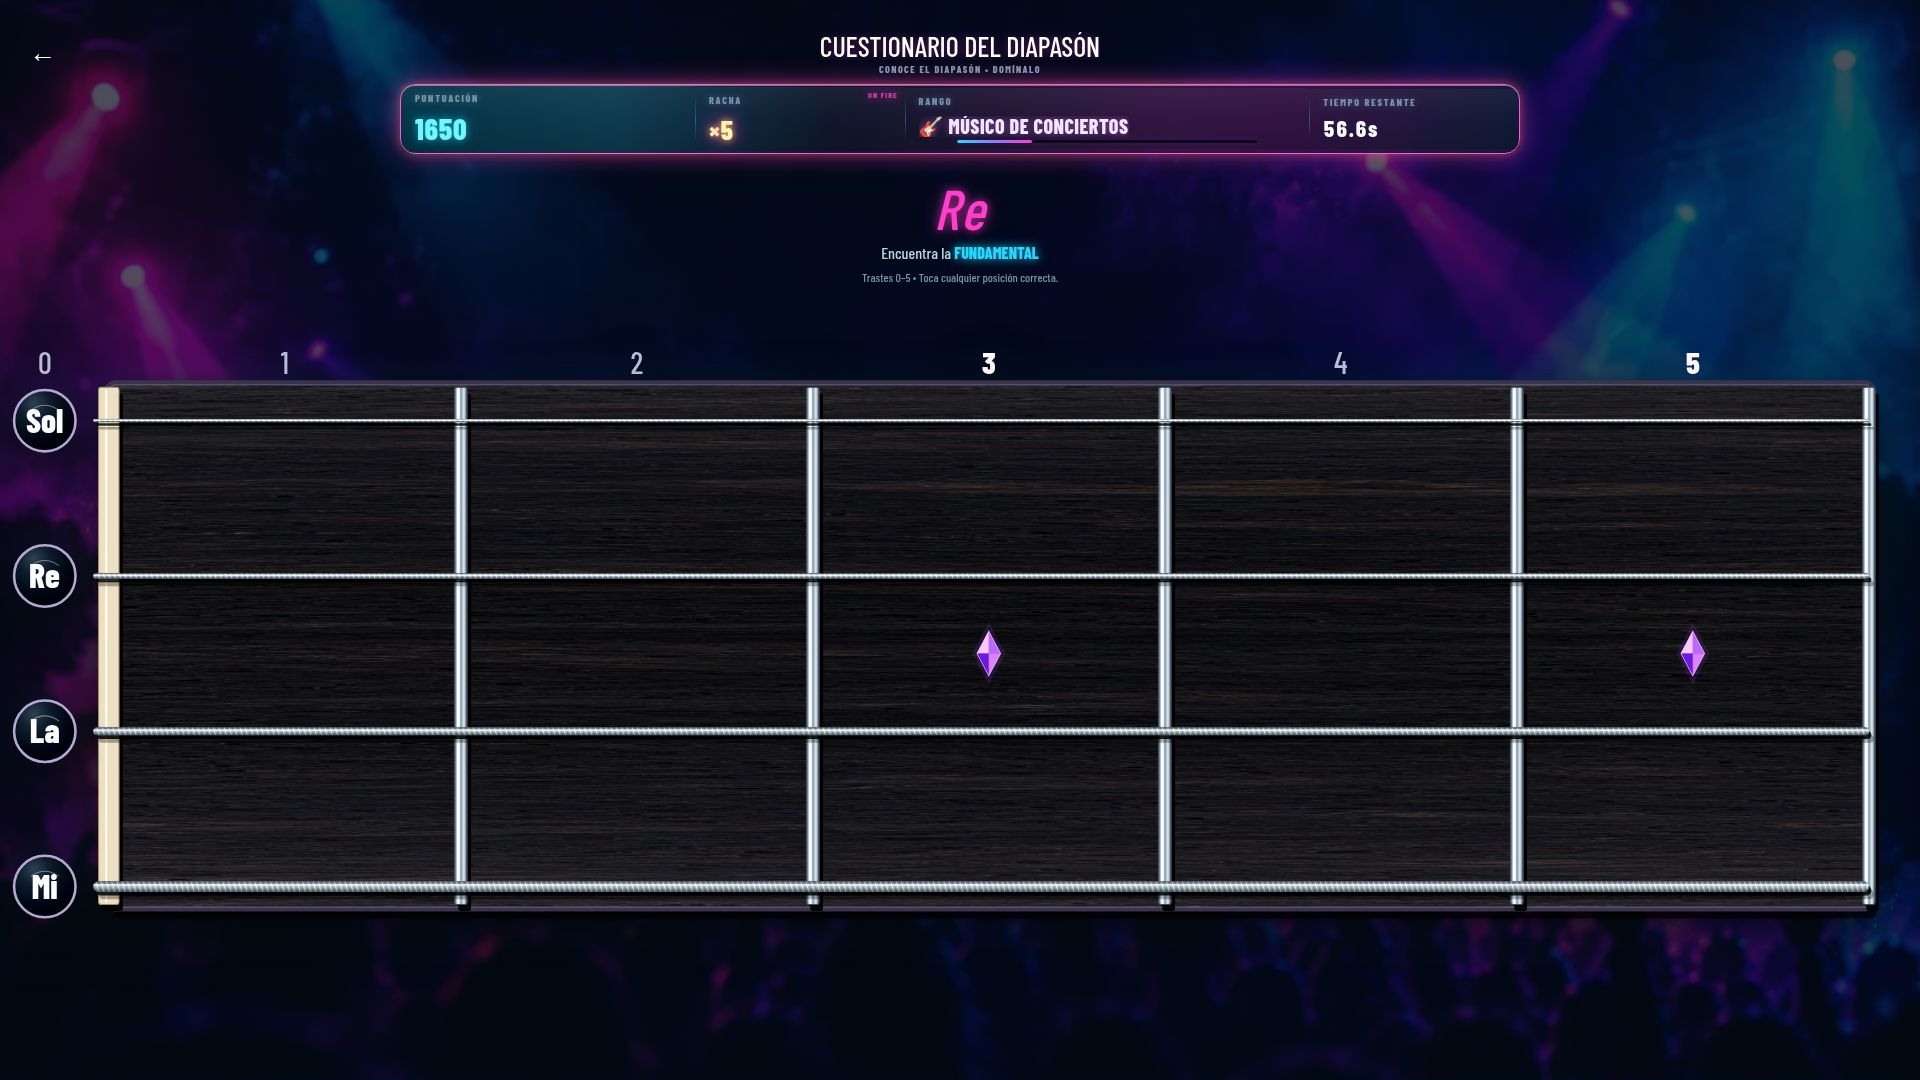 ←
CUESTIONARIO DEL DIAPASÓN
CONOCE EL DIAPASÓN • DOMÍNALO
PUNTUACIÓN
1650
RACHA
×5
ON FIRE
RANGO
🎸 MÚSICO DE CONCIERTOS
TIEMPO RESTANTE
56.6s
Re
Encuentra la FUNDAMENTAL
Trastes 0–5 • Toca cualquier posición correcta.
0 1 2 3 4 5
Sol
Re
La
Mi